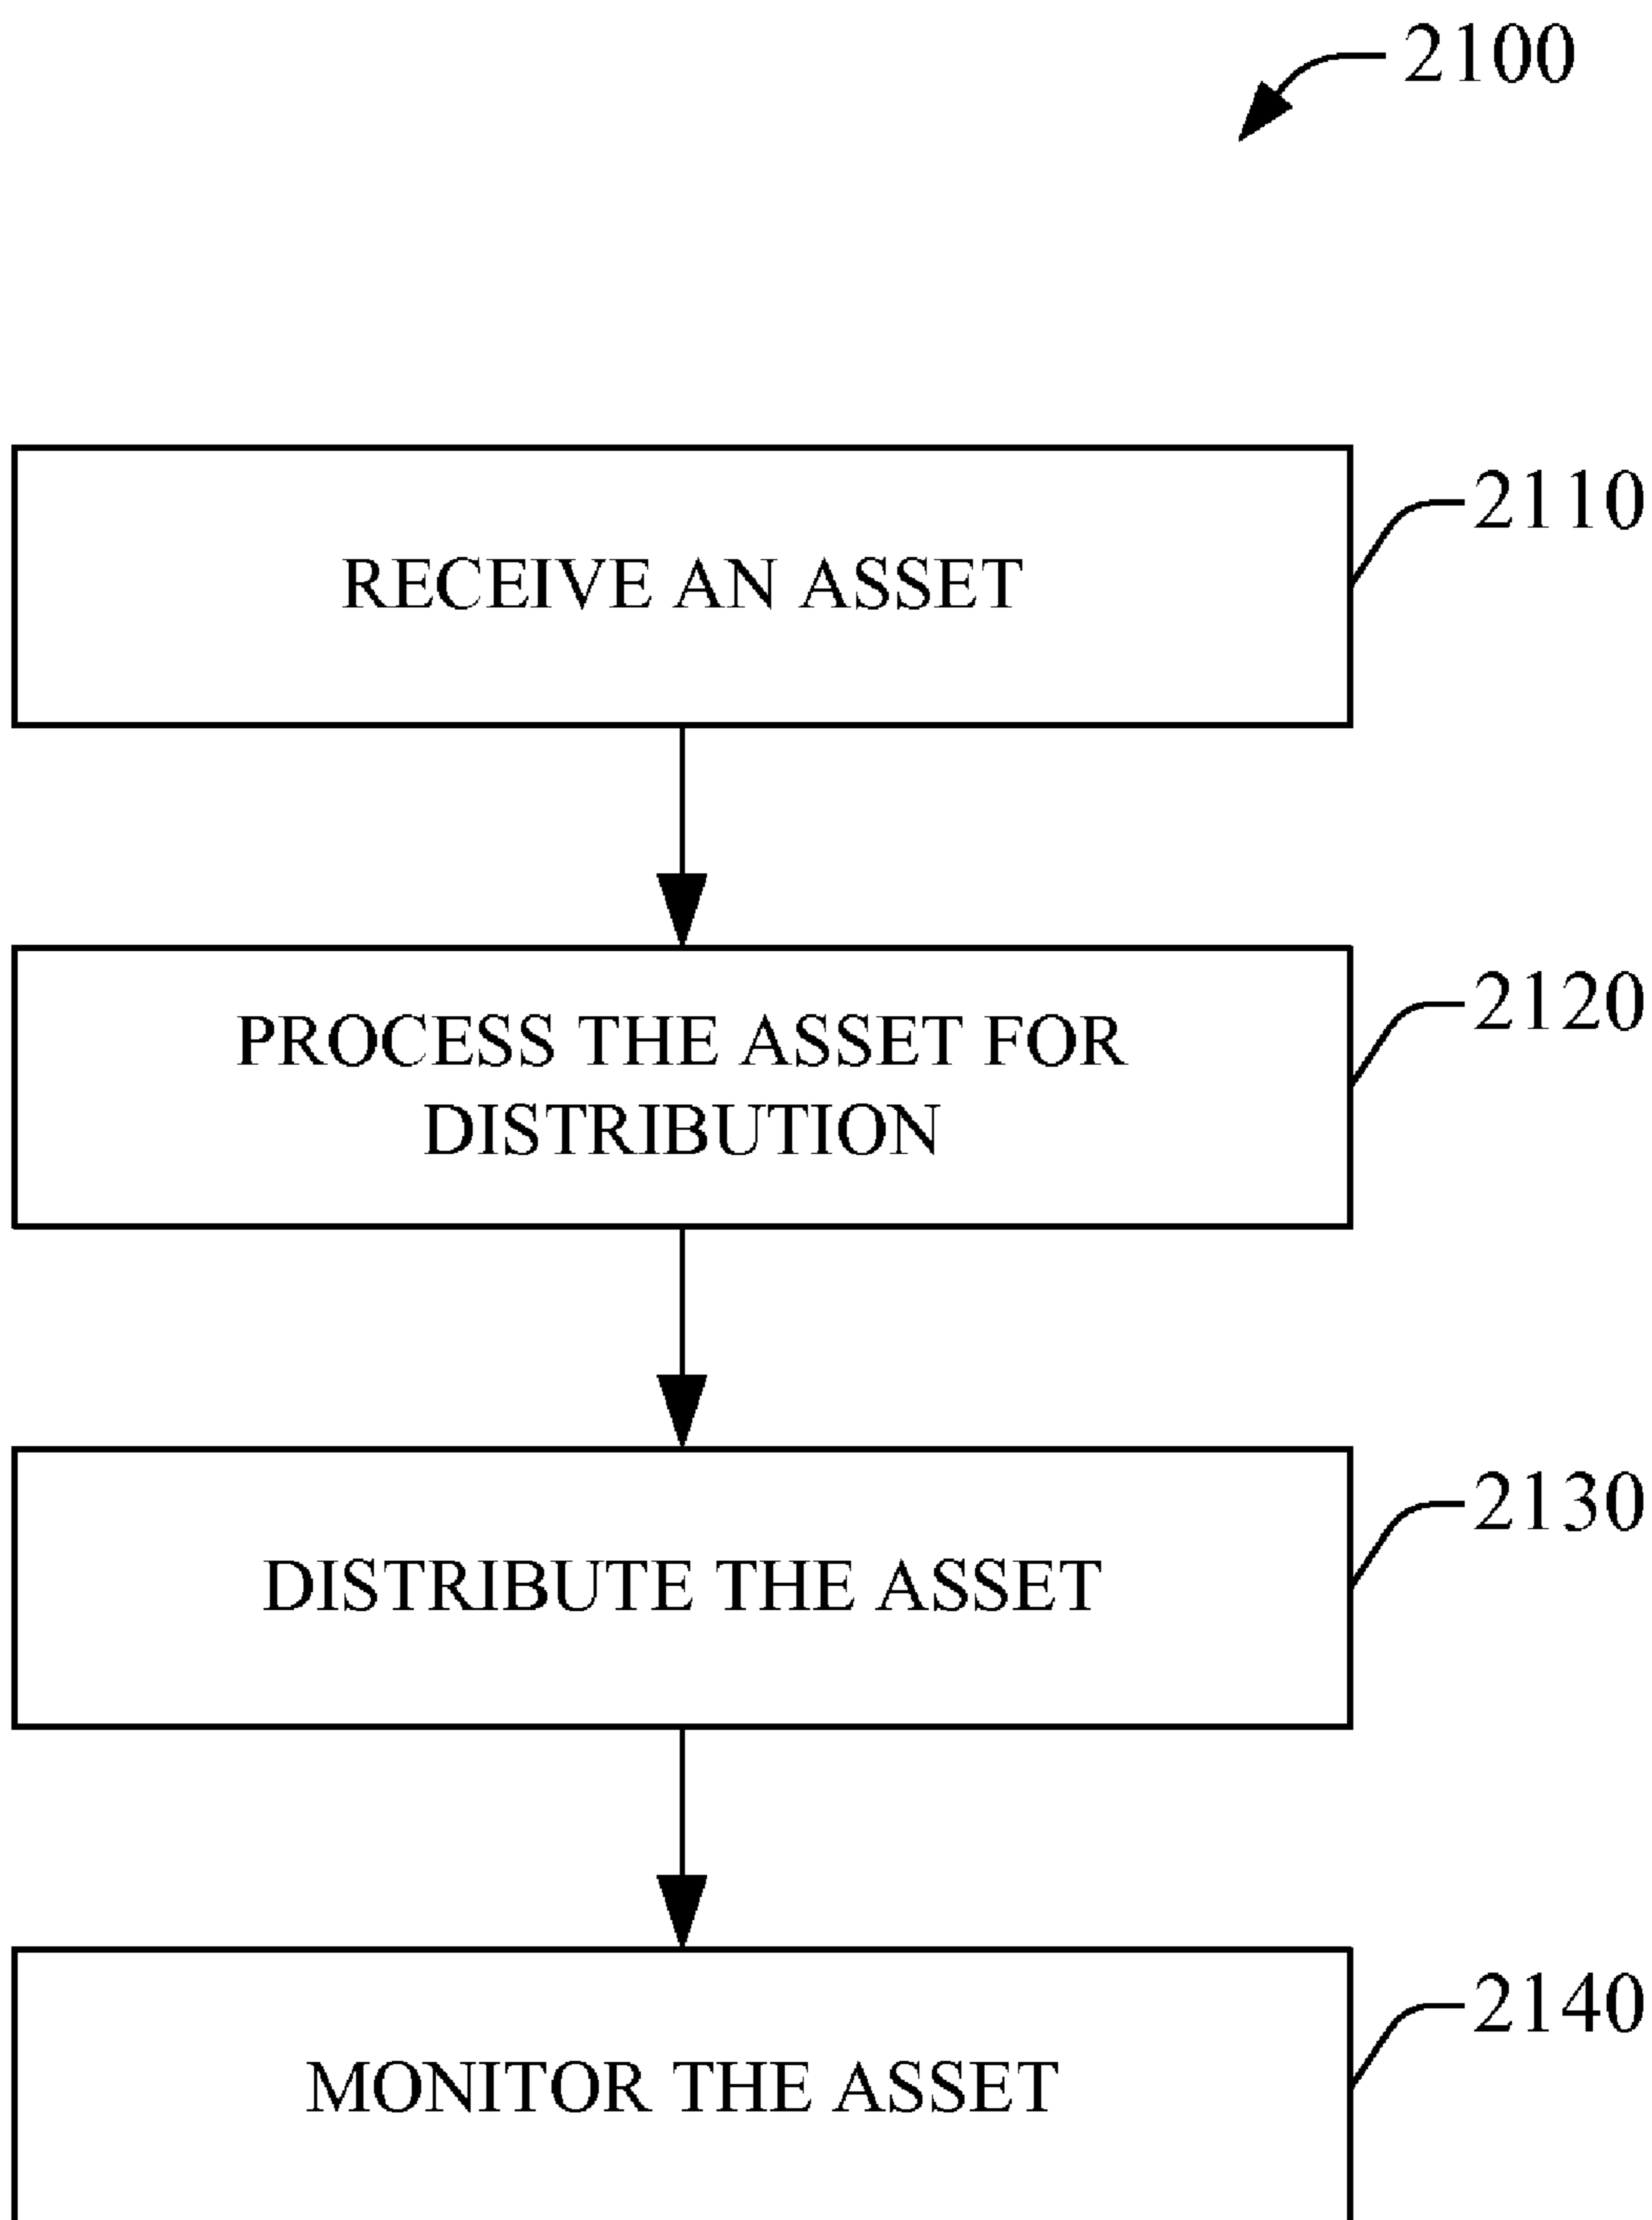 2100
RECEIVE AN ASSET
2110
PROCESS THE ASSET FOR
DISTRIBUTION
2120
DISTRIBUTE THE ASSET
2130
MONITOR THE ASSET
2140